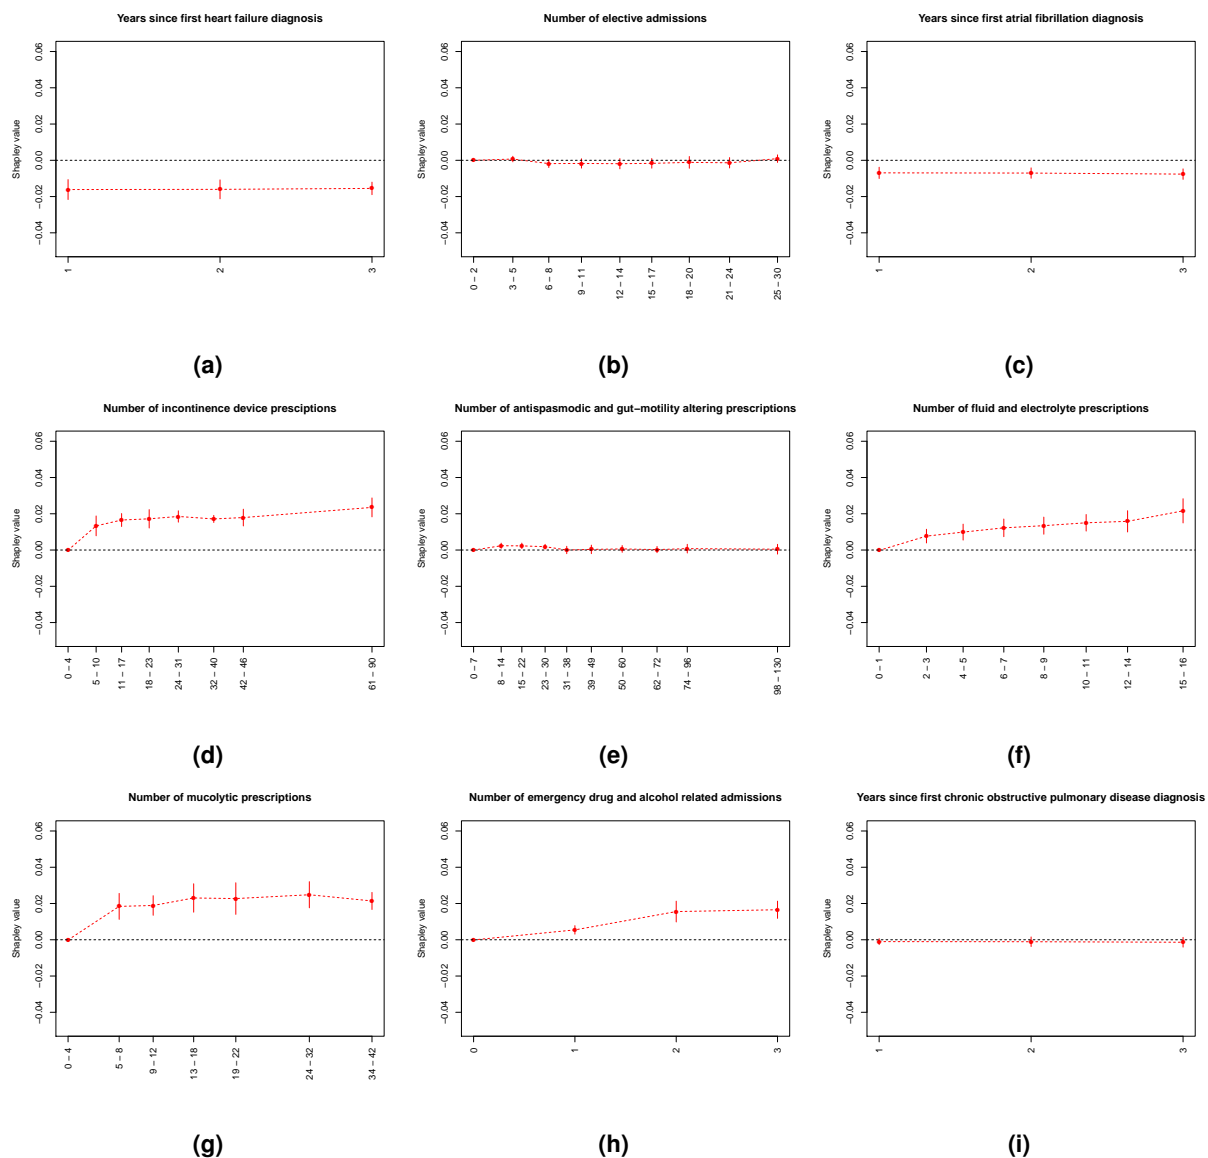 Years since first heart failure diagnosis
Number of elective admissions
Years since first atrial fibrillation diagnosis
Shapley value
−0.04 −0.02 0.00 0.02 0.04 0.06
1 2 3
−0.04 −0.02 0.00 0.02 0.04 0.06
0 − 2 3 − 5 6 − 8 9 − 11 12 − 14 15 − 17 18 − 20 21 − 24 25 − 30
Shapley value
−0.04 −0.02 0.00 0.02 0.04 0.06
1 2 3
(a)
(b)
(c)
Number of incontinence device presciptions
Number of antispasmodic and gut−motility altering prescriptions
Number of fluid and electrolyte prescriptions
Shapley value
−0.04 −0.02 0.00 0.02 0.04 0.06
0 − 4 5 − 10 11 − 17 18 − 23 24 − 31 32 − 40 42 − 46 61 − 90
−0.04 −0.02 0.00 0.02 0.04 0.06
0 − 7 8 − 14 15 − 22 23 − 30 31 − 38 39 − 49 50 − 60 62 − 72 74 − 96 98 − 130
Shapley value
−0.04 −0.02 0.00 0.02 0.04 0.06
0 − 1 2 − 3 4 − 5 6 − 7 8 − 9 10 − 11 12 − 14 15 − 16
(d)
(e)
(f)
Number of mucolytic prescriptions
Number of emergency drug and alcohol related admissions
Years since first chronic obstructive pulmonary disease diagnosis
Shapley value
−0.04 −0.02 0.00 0.02 0.04 0.06
0 − 4 5 − 8 9 − 12 13 − 18 19 − 22 24 − 32 34 − 42
−0.04 −0.02 0.00 0.02 0.04 0.06
0 1 2 3
Shapley value
−0.04 −0.02 0.00 0.02 0.04 0.06
1 2 3
(g)
(h)
(i)